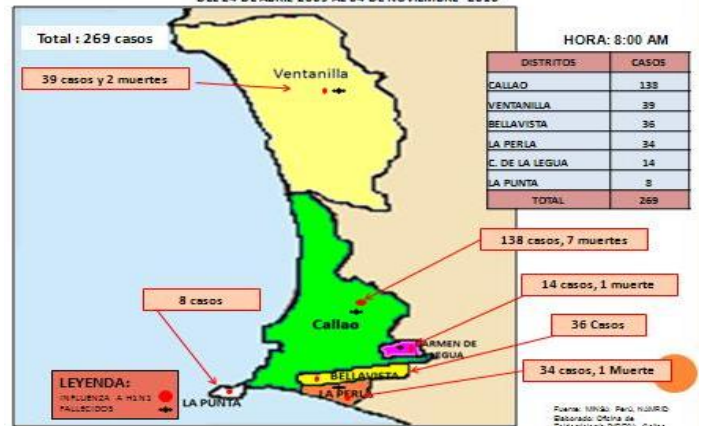 Total : 269 casos
HORA: 8:00 AM
DISTRITOS CASOS
CALLAO 138
VENTANILLA 39
BELLAVISTA 36
LA PERLA 34
C. DE LA LEGUA 14
LA PUNTA 8
TOTAL 269
39 casos y 2 muertes
Ventanilla
138 casos, 7 muertes
14 casos, 1 muerte
8 casos
36 Casos
Callao
ARMEN DE
LEGUA
BELLAVISTA
34 casos, 1 Muerte
LA PERLA
LA PUNTA
LEYENDA:
INFLUENZA A H1N1
FALLECIDOS
Elaborado: Oficina de